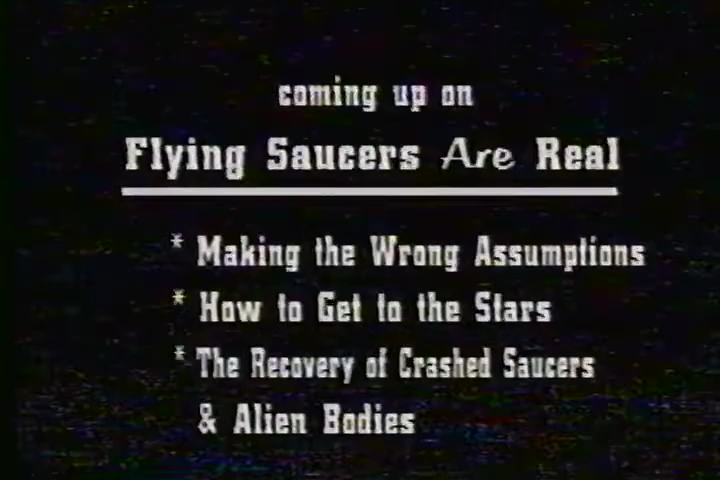 coming up on
Flying Saucers Are Real
* Making the Wrong Assumptions
* How to Get to the Stars
* The Recovery of Crashed Saucers
& Alien Bodies